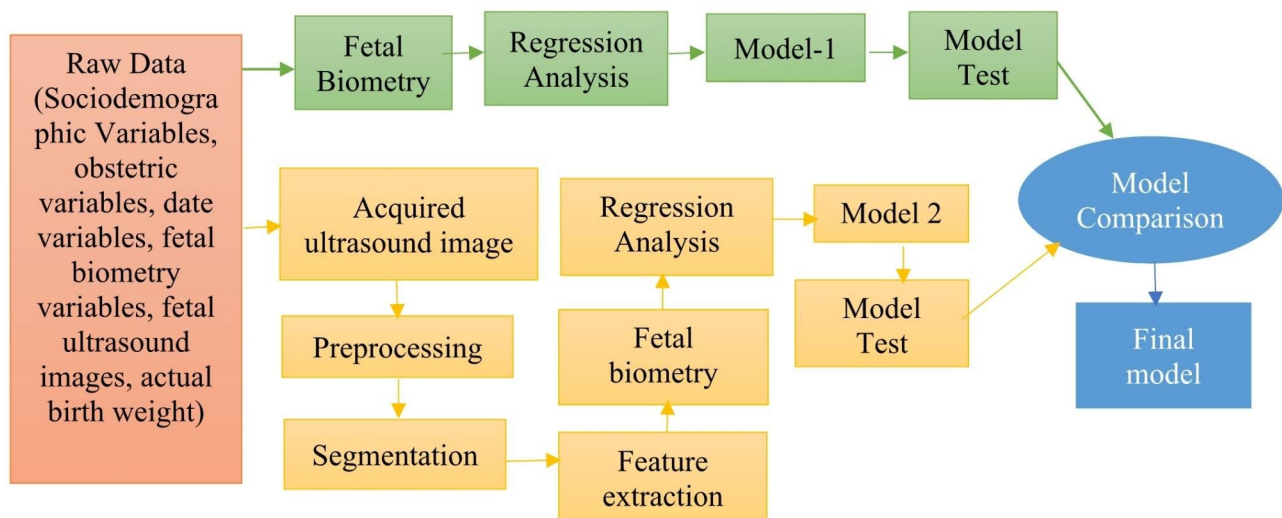 Raw Data
(Sociodemogra
phic Variables,
obstetric
variables, date
variables, fetal
biometry
variables, fetal
ultrasound
images, actual
birth weight)
Fetal
Biometry
Regression
Analysis
Model-1
Model
Test
Acquired
ultrasound image
Preprocessing
Segmentation
Feature
extraction
Fetal
biometry
Regression
Analysis
Model 2
Model
Test
Model
Comparison
Final
model